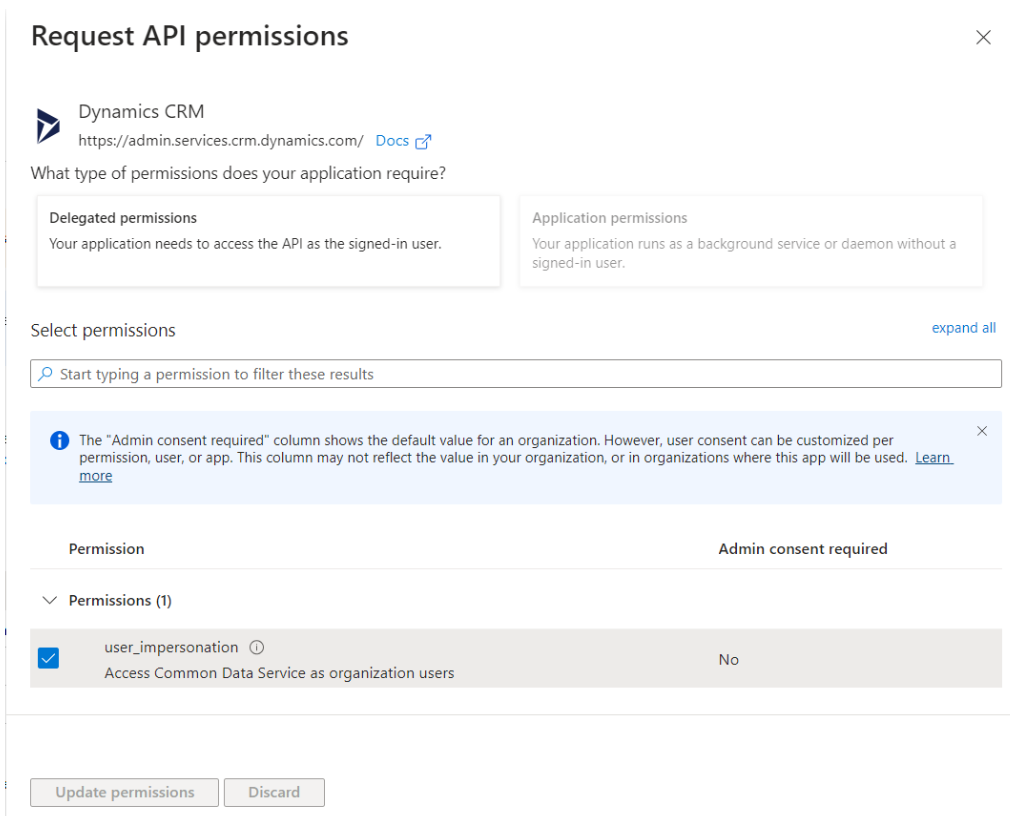 Request API permissions
Dynamics CRM
https://admin.services.crm.dynamics.com/ Docs
What type of permissions does your application require?
Delegated permissions
Your application needs to access the API as the signed-in user.
Application permissions
Your application runs as a background service or daemon without a
signed-in user.
Select permissions
expand all
Start typing a permission to filter these results
The "Admin consent required" column shows the default value for an organization. However, user consent can be customized per
permission, user, or app. This column may not reflect the value in your organization, or in organizations where this app will be used. Learn
more
Permission Admin consent required
Permissions (1)
user_impersonation
Access Common Data Service as organization users
No
Update permissions Discard